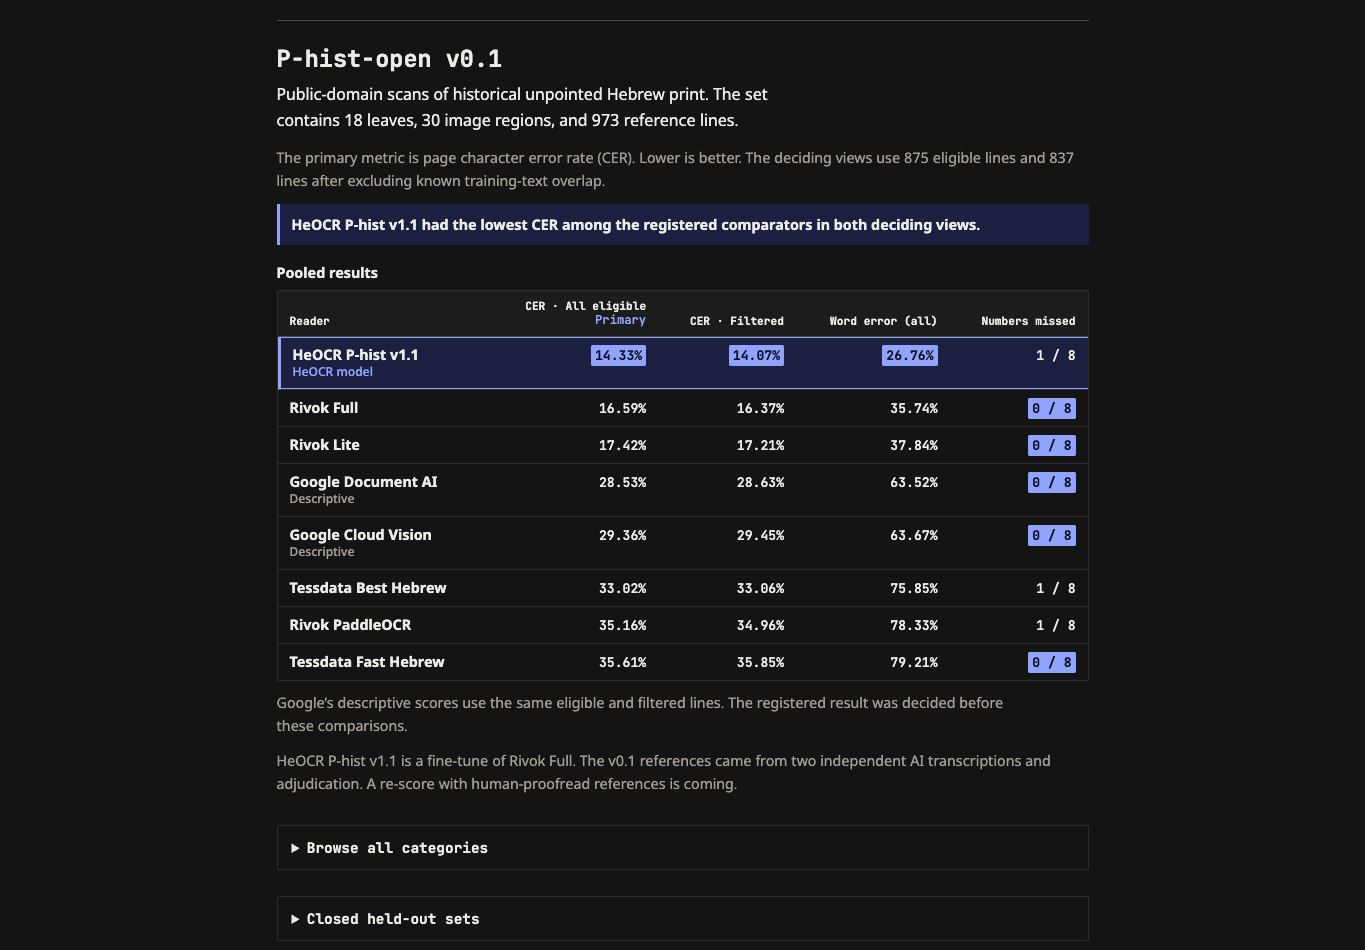 P-hist-open v0.1
Public-domain scans of historical unpointed Hebrew print. The set
contains 18 leaves, 30 image regions, and 973 reference lines.
The primary metric is page character error rate (CER). Lower is better. The deciding views use 875 eligible lines and 837
lines after excluding known training-text overlap.
HeOCR P-hist v1.1 had the lowest CER among the registered comparators in both deciding views.
Pooled results
Reader CER · All eligible Primary CER · Filtered Word error (all) Numbers missed
HeOCR P-hist v1.1 14.33% 14.07% 26.76% 1 / 8
HeOCR model
Rivok Full 16.59% 16.37% 35.74% 0 / 8
Rivok Lite 17.42% 17.21% 37.84% 0 / 8
Google Document AI 28.53% 28.63% 63.52% 0 / 8
Descriptive
Google Cloud Vision 29.36% 29.45% 63.67% 0 / 8
Descriptive
Tessdata Best Hebrew 33.02% 33.06% 75.85% 1 / 8
Rivok PaddleOCR 35.16% 34.96% 78.33% 1 / 8
Tessdata Fast Hebrew 35.61% 35.85% 79.21% 0 / 8
Google’s descriptive scores use the same eligible and filtered lines. The registered result was decided before
these comparisons.
HeOCR P-hist v1.1 is a fine-tune of Rivok Full. The v0.1 references came from two independent AI transcriptions and
adjudication. A re-score with human-proofread references is coming.
▶ Browse all categories
▶ Closed held-out sets